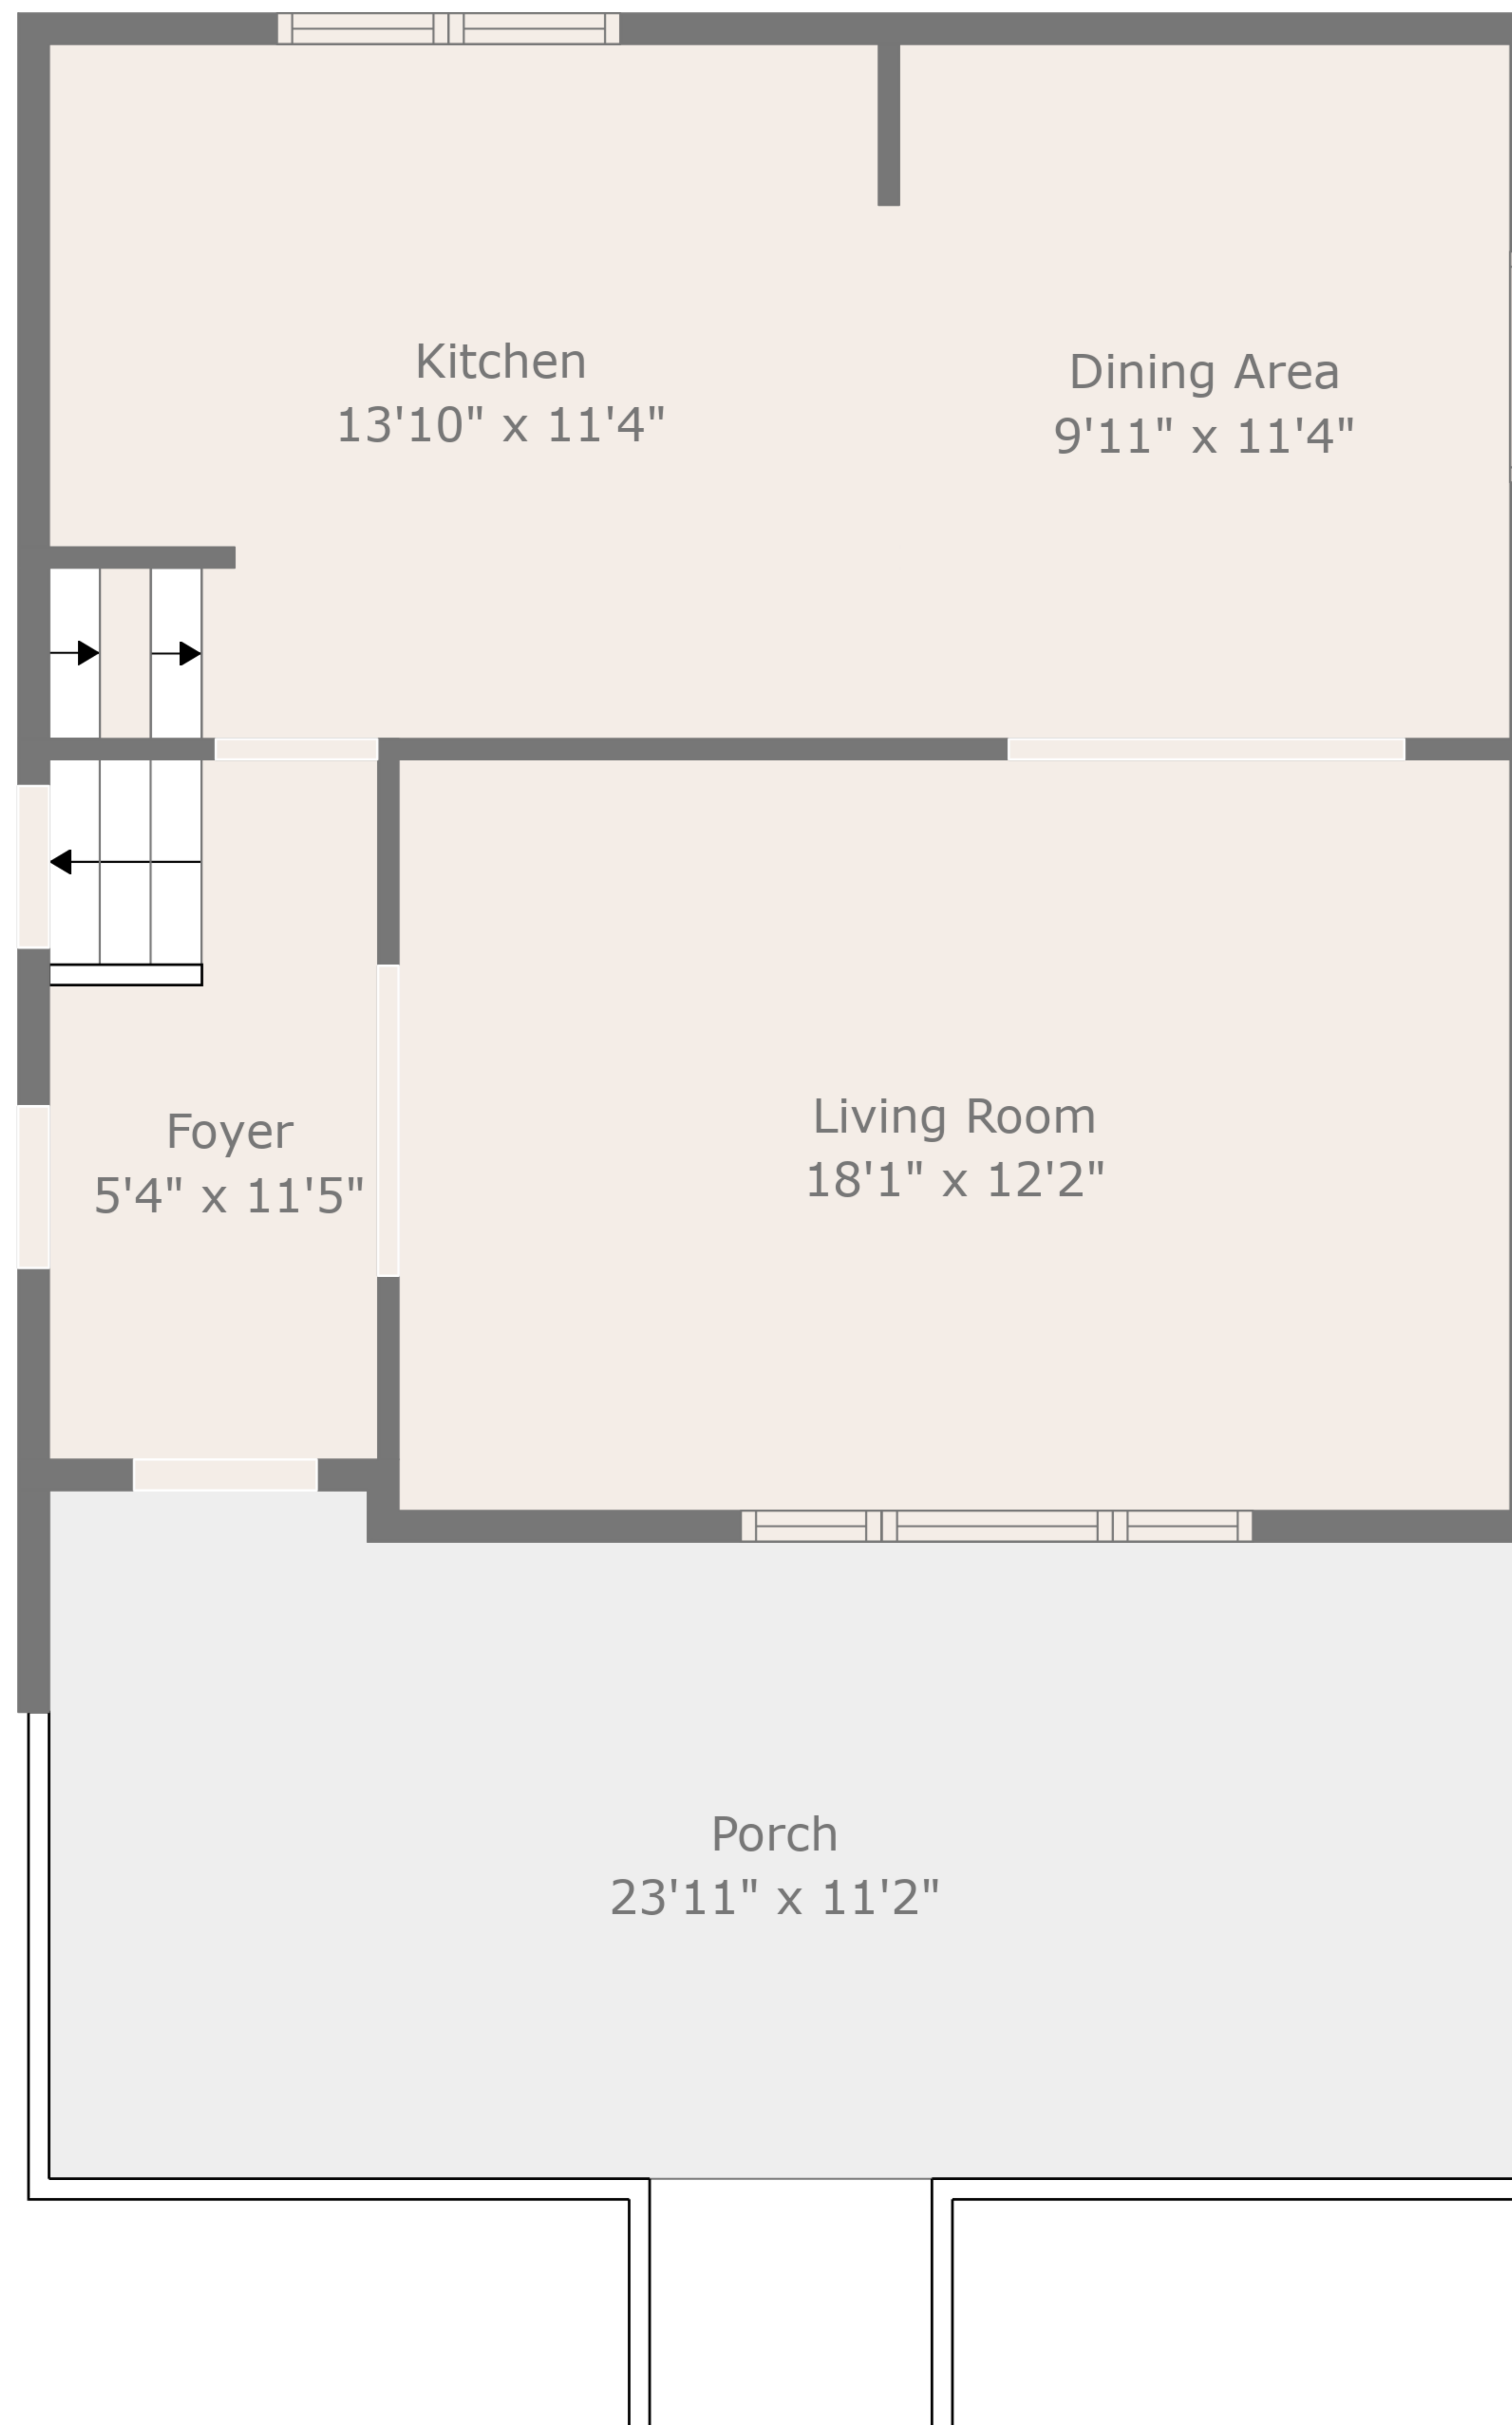 Kitchen
13'10" x 11'4"
Dining Area
9'11" x 11'4"
Foyer
5'4" x 11'5"
Living Room
18'1" x 12'2"
Porch
23'11" x 11'2"